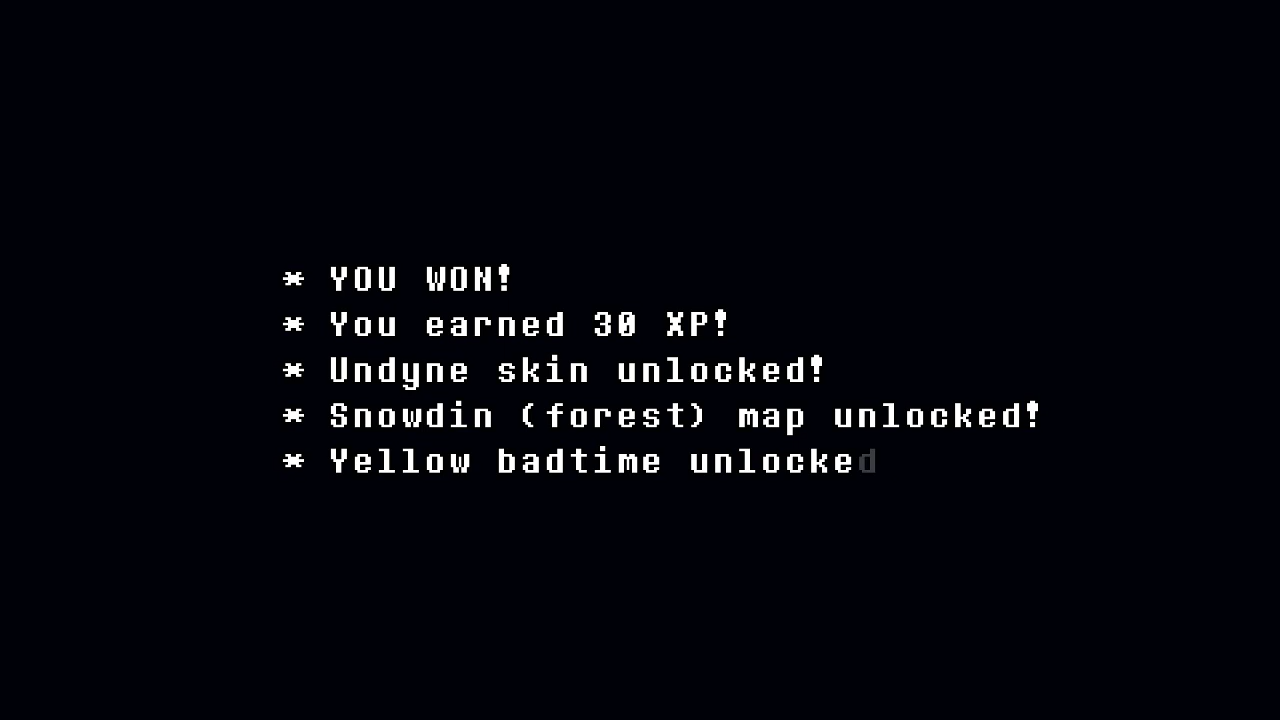 * YOU WON!
* You earned 30 XP!
* Undyne skin unlocked!
* Snowdin (forest) map unlocked!
* Yellow badtime unlocked